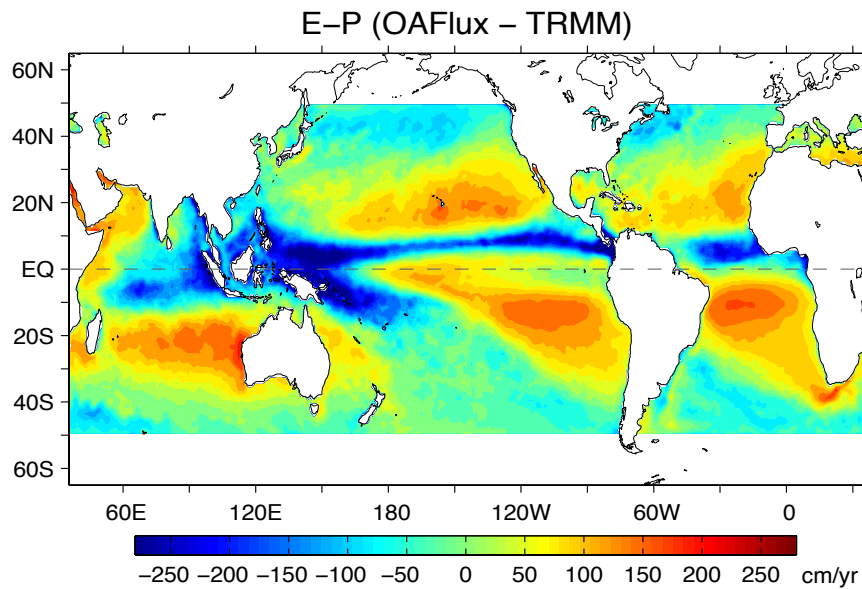 E−P (OAFlux − TRMM)
60N
40N
20N
EQ
20S
40S
60S
60E 120E 180 120W 60W 0
−250 −200 −150 −100 −50 0 50 100 150 200 250 cm/yr